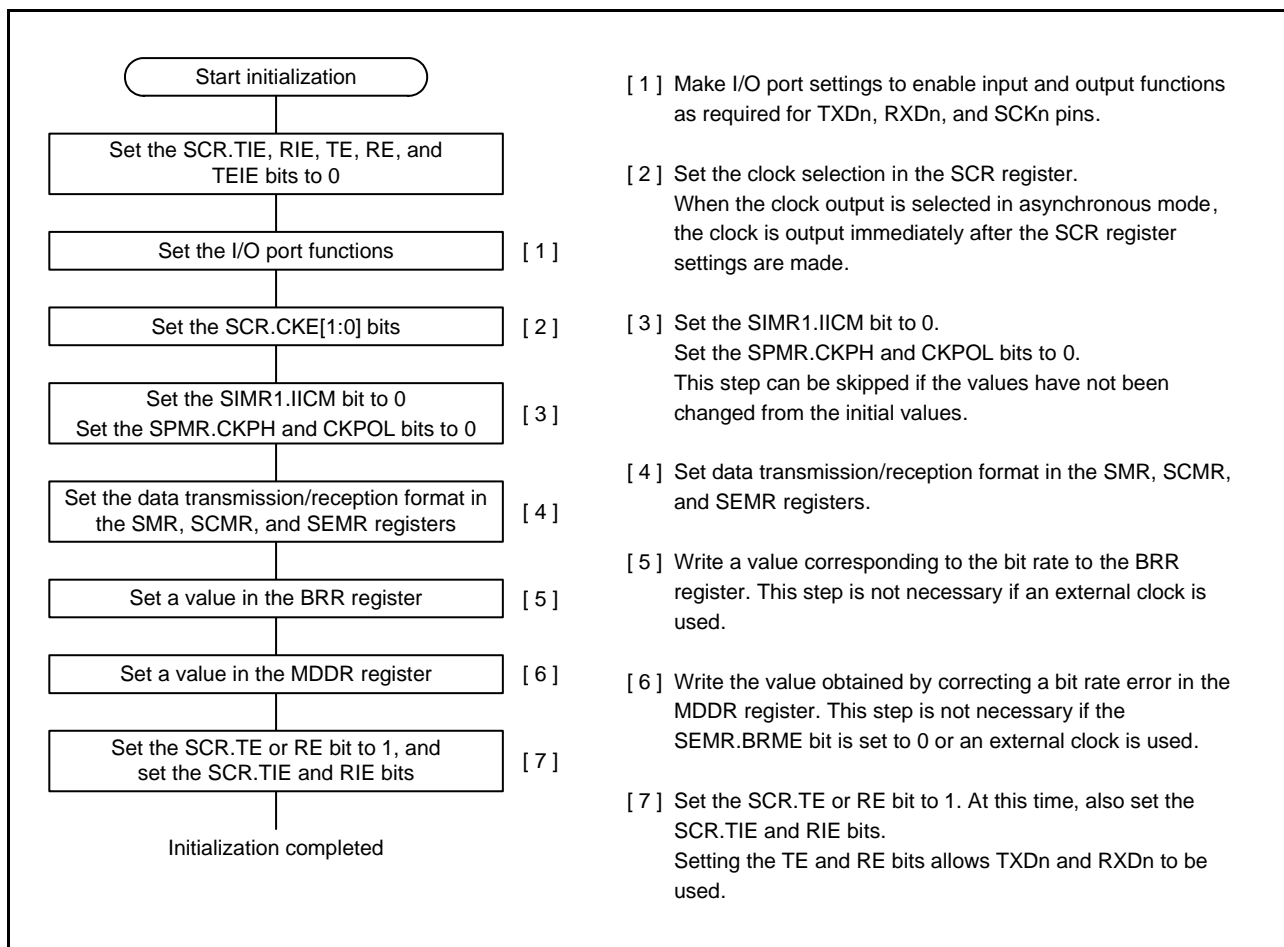 Start initialization
Set the SCR.TIE, RIE, TE, RE, and
TEIE bits to 0
Set the I/O port functions
[ 1 ]
Set the SCR.CKE[1:0] bits
[ 2 ]
Set the SIMR1.IICM bit to 0
Set the SPMR.CKPH and CKPOL bits to 0
[ 3 ]
Set the data transmission/reception format in
the SMR, SCMR, and SEMR registers
[ 4 ]
Set a value in the BRR register
[ 5 ]
Set a value in the MDDR register
[ 6 ]
Set the SCR.TE or RE bit to 1, and
set the SCR.TIE and RIE bits
[ 7 ]
Initialization completed
[ 1 ] Make I/O port settings to enable input and output functions
as required for TXDn, RXDn, and SCKn pins.
[ 2 ] Set the clock selection in the SCR register.
When the clock output is selected in asynchronous mode,
the clock is output immediately after the SCR register
settings are made.
[ 3 ] Set the SIMR1.IICM bit to 0.
Set the SPMR.CKPH and CKPOL bits to 0.
This step can be skipped if the values have not been
changed from the initial values.
[ 4 ] Set data transmission/reception format in the SMR, SCMR,
and SEMR registers.
[ 5 ] Write a value corresponding to the bit rate to the BRR
register. This step is not necessary if an external clock is
used.
[ 6 ] Write the value obtained by correcting a bit rate error in the
MDDR register. This step is not necessary if the
SEMR.BRME bit is set to 0 or an external clock is used.
[ 7 ] Set the SCR.TE or RE bit to 1. At this time, also set the
SCR.TIE and RIE bits.
Setting the TE and RE bits allows TXDn and RXDn to be
used.